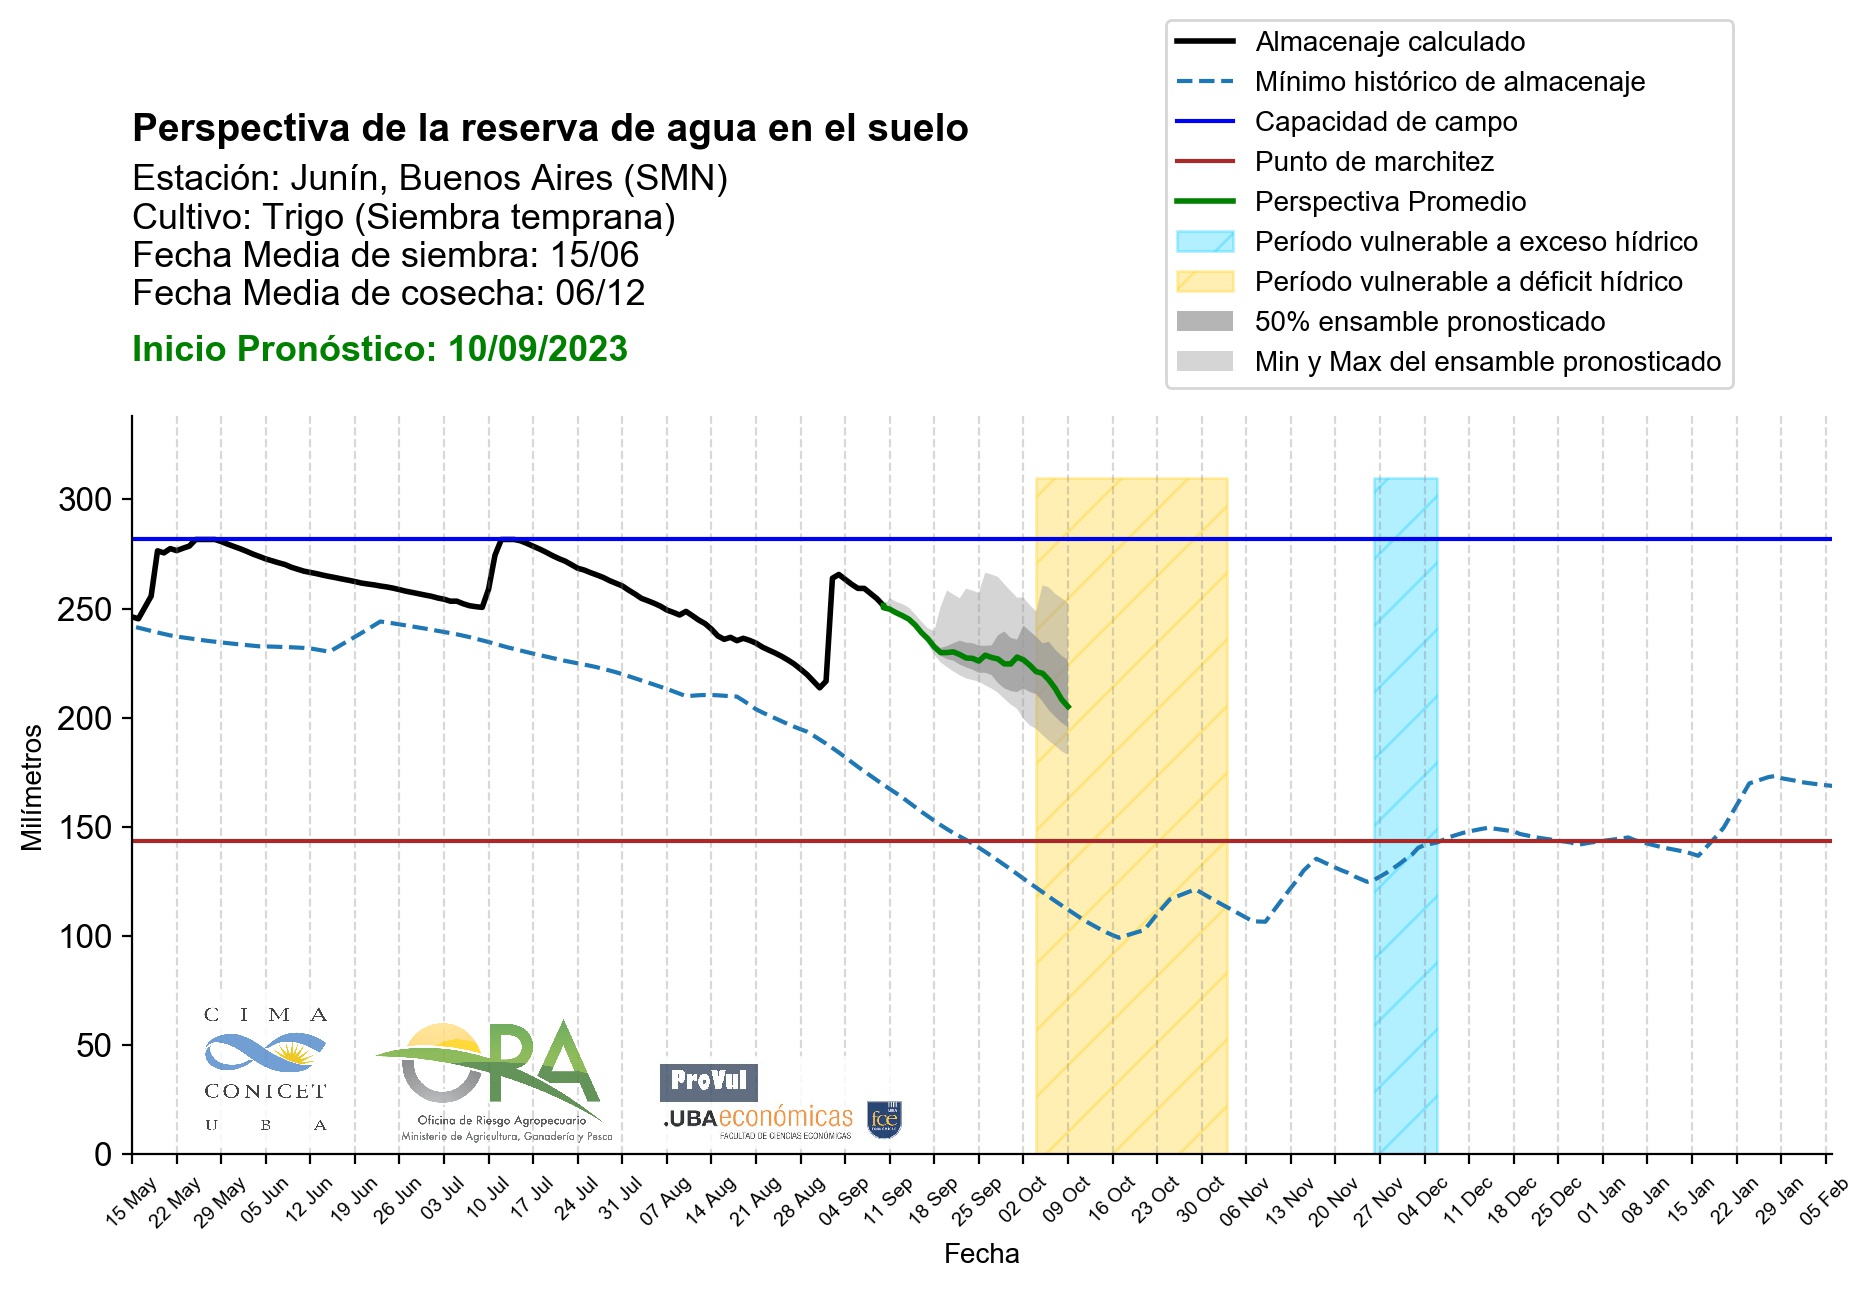 Almacenaje calculado
Mínimo histórico de almacenaje
Capacidad de campo
Punto de marchitez
Perspectiva Promedio
Período vulnerable a exceso hídrico
Período vulnerable a déficit hídrico
50% ensamble pronosticado
Min y Max del ensamble pronosticado
Perspectiva de la reserva de agua en el suelo
Estación: Junín, Buenos Aires (SMN)
Cultivo: Trigo (Siembra temprana)
Fecha Media de siembra: 15/06
Fecha Media de cosecha: 06/12
Inicio Pronóstico: 10/09/2023
Milímetros
300
250
200
150
100
50
0
CIMA
CONICET
UBA
ORA
Oficina de Riesgo Agropecuario
Ministerio de Agricultura, Ganadería y Pesca
ProVul
.UBAeconómicas
FACULTAD DE CIENCIAS ECONÓMICAS
fce
15 May
22 May
29 May
05 Jun
12 Jun
19 Jun
26 Jun
03 Jul
10 Jul
17 Jul
24 Jul
31 Jul
07 Aug
14 Aug
21 Aug
28 Aug
04 Sep
11 Sep
18 Sep
25 Sep
02 Oct
09 Oct
16 Oct
23 Oct
30 Oct
06 Nov
13 Nov
20 Nov
27 Nov
04 Dec
11 Dec
18 Dec
25 Dec
01 Jan
08 Jan
15 Jan
22 Jan
29 Jan
05 Feb
Fecha